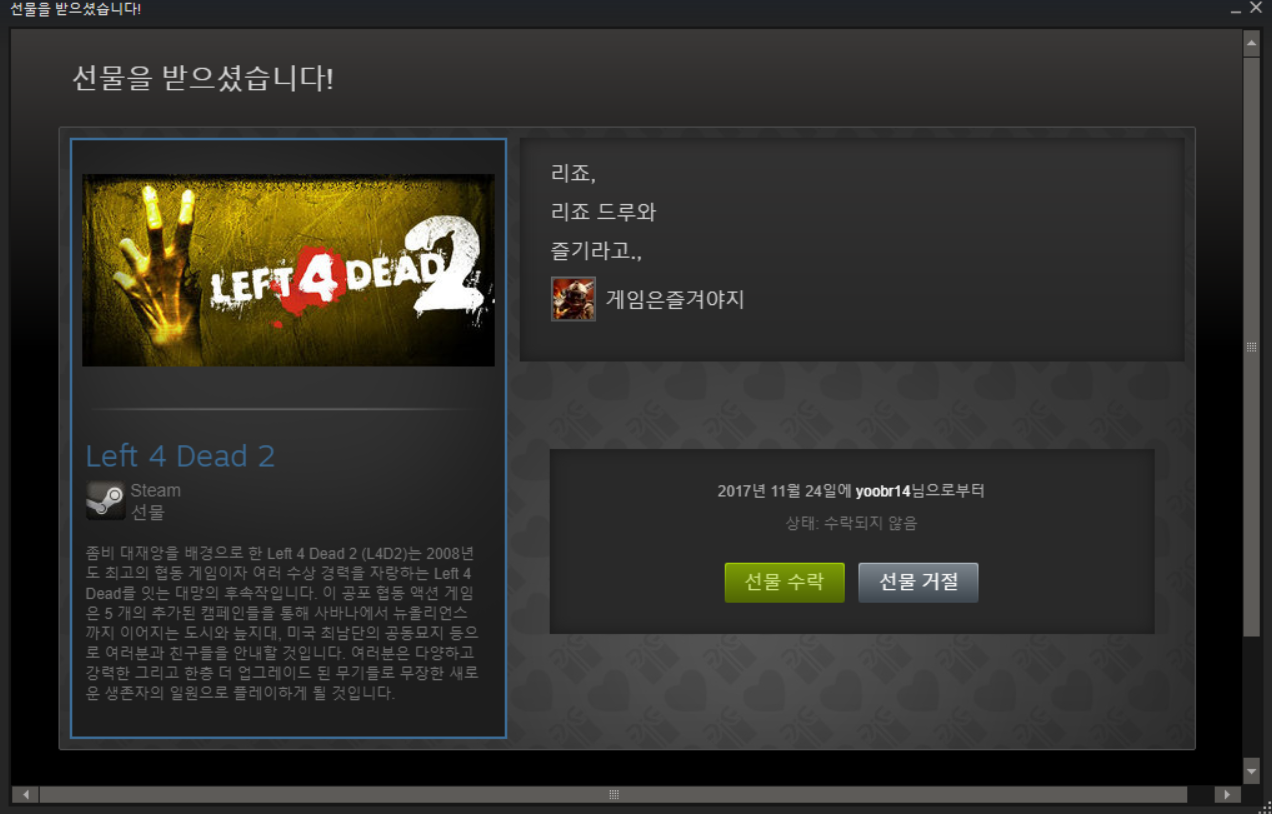 선물을 받으셨습니다!
선물을 받으셨습니다!
LEFT 4 DEAD 2
Left 4 Dead 2
Steam
선물
좀비 대재앙을 배경으로 한 Left 4 Dead 2 (L4D2)는 2008년
도 최고의 협동 게임이자 여러 수상 경력을 자랑하는 Left 4
Dead를 잇는 대망의 후속작입니다. 이 공포 협동 액션 게임
은 5 개의 추가된 캠페인들을 통해 사바나에서 뉴올리언스
까지 이어지는 도시와 늪지대, 미국 최남단의 공동묘지 등으
로 여러분과 친구들을 안내할 것입니다. 여러분은 다양하고
강력한 그리고 한층 더 업그레이드 된 무기들로 무장한 새로
운 생존자의 일원으로 플레이하게 될 것입니다.
리죠,
리죠 드루와
즐기라고.,
게임은즐겨야지
2017년 11월 24일에 yoobr14님으로부터
상태: 수락되지 않음
선물 수락
선물 거절